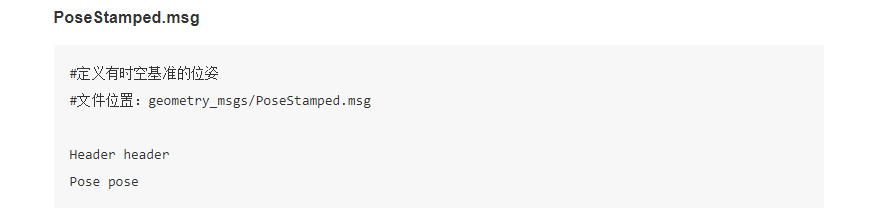 PoseStamped.msg
#定义有时空基准的位姿
#文件位置：geometry_msgs/PoseStamped.msg
Header header
Pose pose